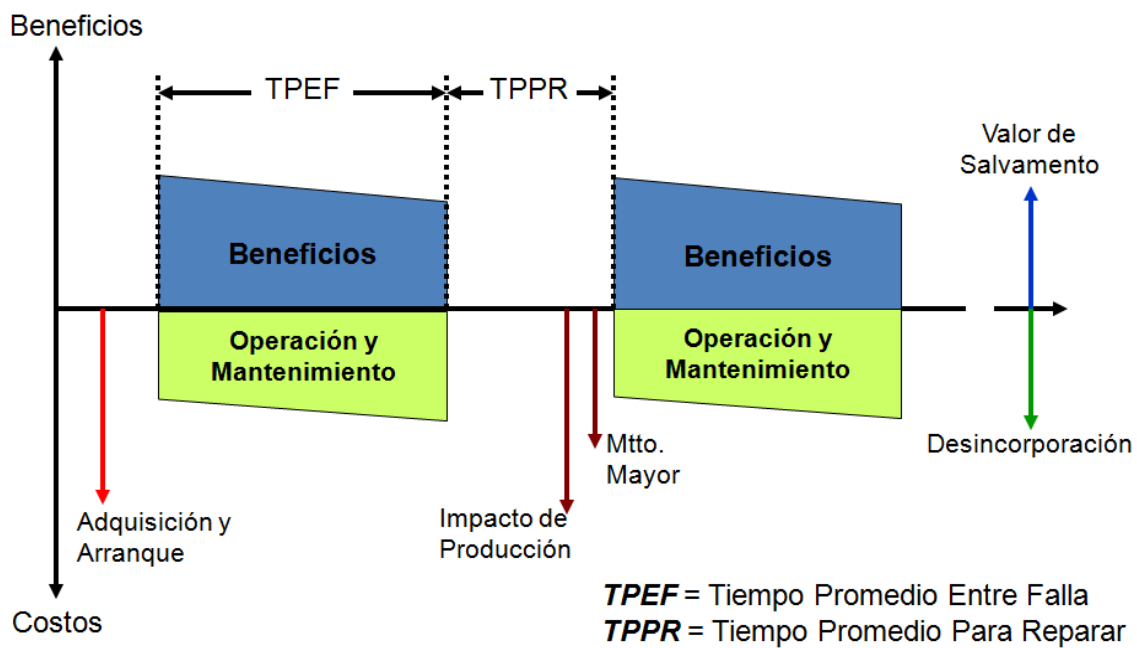 Beneficios
TPEF
TPPR
Valor de
Salvamento
Beneficios
Beneficios
Operación y
Mantenimiento
Operación y
Mantenimiento
Mtto.
Mayor
Desincorporación
Adquisición y
Arranque
Impacto de
Producción
Costos
TPEF = Tiempo Promedio Entre Falla
TPPR = Tiempo Promedio Para Reparar